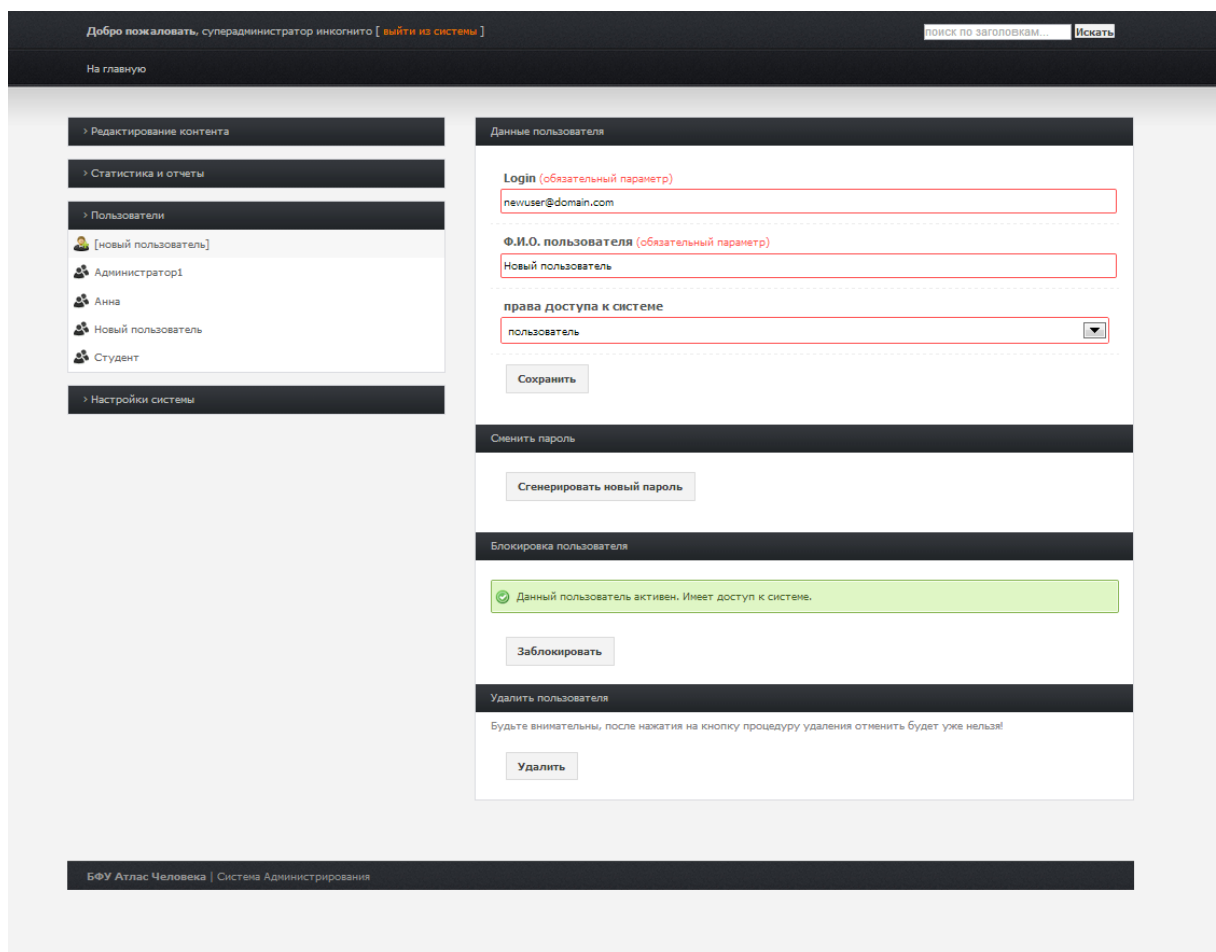 Добро пожаловать, суперадминистратор инкогнито [ выйти из системы ]
поиск по заголовкам... Искать
На главную
> Редактирование контента
> Статистика и отчеты
> Пользователи
[новый пользователь]
Администратор1
Анна
Новый пользователь
Студент
> Настройки системы
Данные пользователя
Login (обязательный параметр)
newuser@domain.com
Ф.И.О. пользователя (обязательный параметр)
Новый пользователь
права доступа к системе
пользователь
Сохранить
Сменить пароль
Сгенерировать новый пароль
Блокировка пользователя
Данный пользователь активен. Имеет доступ к системе.
Заблокировать
Удалить пользователя
Будьте внимательны, после нажатия на кнопку процедуру удаления отменить будет уже нельзя!
Удалить
БФУ Атлас Человека | Система Администрирования